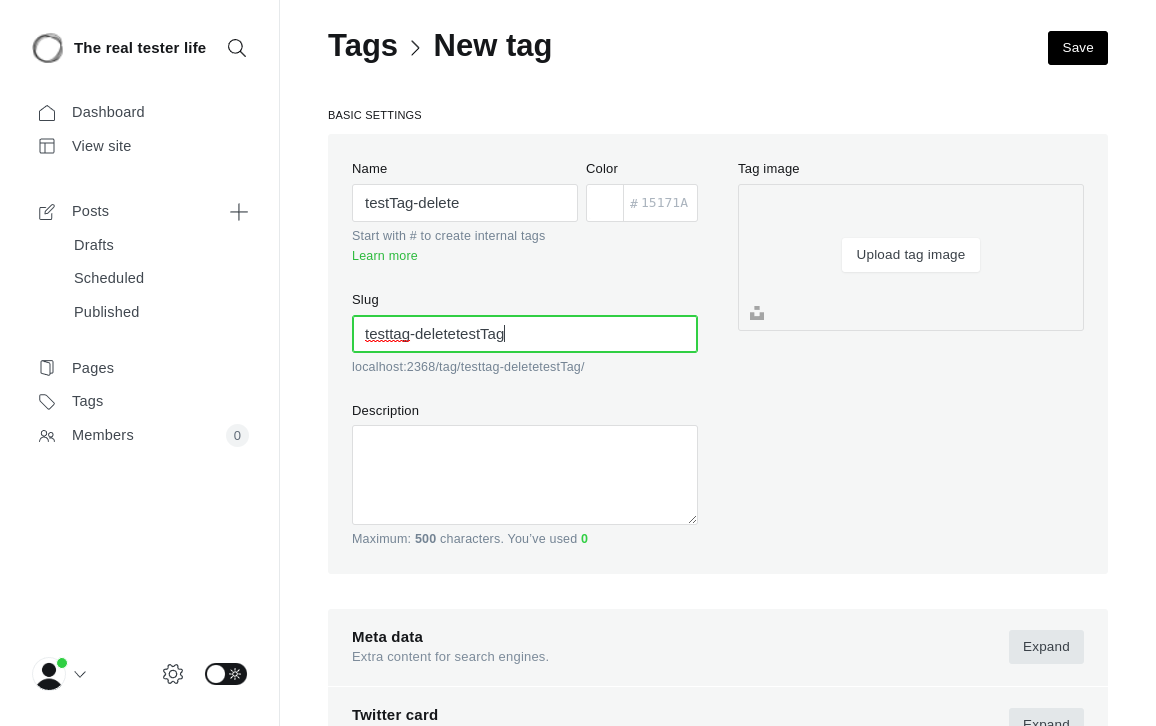 The real tester life
Dashboard
View site
Posts
Drafts
Scheduled
Published
Pages
Tags
Members
0
Tags > New tag
Save
BASIC SETTINGS
Name
testTag-delete
Start with # to create internal tags
Learn more
Color
# 15171A
Slug
testtag-deletetestTag
localhost:2368/tag/testtag-deletetestTag/
Description
Maximum: 500 characters. You’ve used 0
Tag image
Upload tag image
Meta data
Extra content for search engines.
Expand
Twitter card
Expand